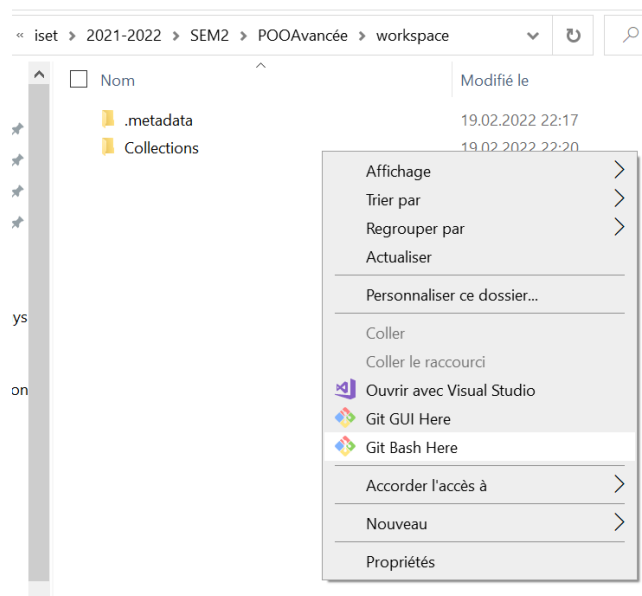 « iset > 2021-2022 > SEM2 > POOAvancée > workspace
Nom Modifié le
.metadata 19.02.2022 22:17
Collections 19.02.2022 22:20
Affichage
Trier par
Regrouper par
Actualiser
Personnaliser ce dossier...
ys
Coller
Coller le raccourci
on
Ouvrir avec Visual Studio
Git GUI Here
Git Bash Here
Accorder l'accès à
Nouveau
Propriétés